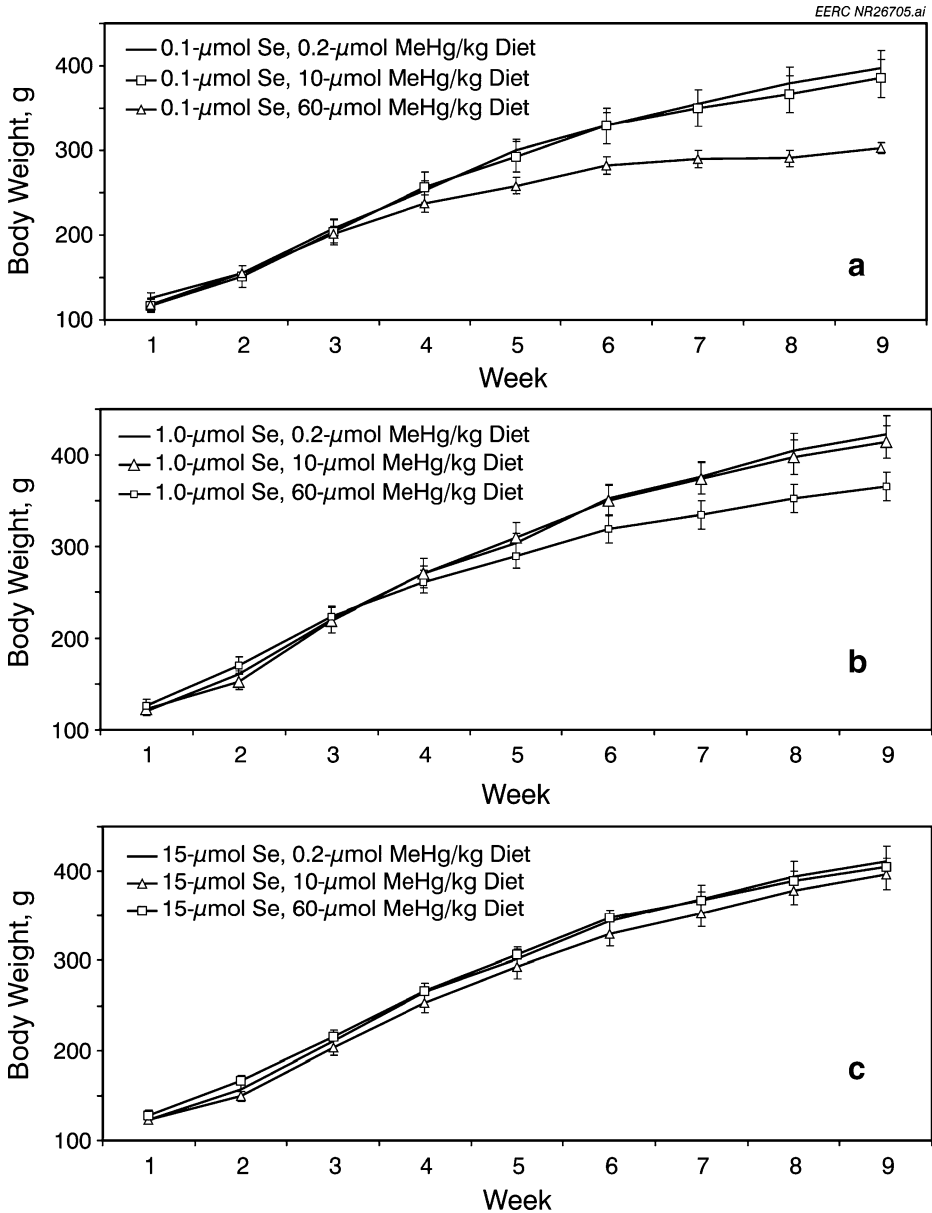 EERC NR26705.ai
0.1-µmol Se, 0.2-µmol MeHg/kg Diet
0.1-µmol Se, 10-µmol MeHg/kg Diet
0.1-µmol Se, 60-µmol MeHg/kg Diet
Body Weight, g
400
300
200
100
a
1 2 3 4 5 6 7 8 9
Week
1.0-µmol Se, 0.2-µmol MeHg/kg Diet
1.0-µmol Se, 10-µmol MeHg/kg Diet
1.0-µmol Se, 60-µmol MeHg/kg Diet
Body Weight, g
400
300
200
100
b
1 2 3 4 5 6 7 8 9
Week
15-µmol Se, 0.2-µmol MeHg/kg Diet
15-µmol Se, 10-µmol MeHg/kg Diet
15-µmol Se, 60-µmol MeHg/kg Diet
Body Weight, g
400
300
200
100
c
1 2 3 4 5 6 7 8 9
Week